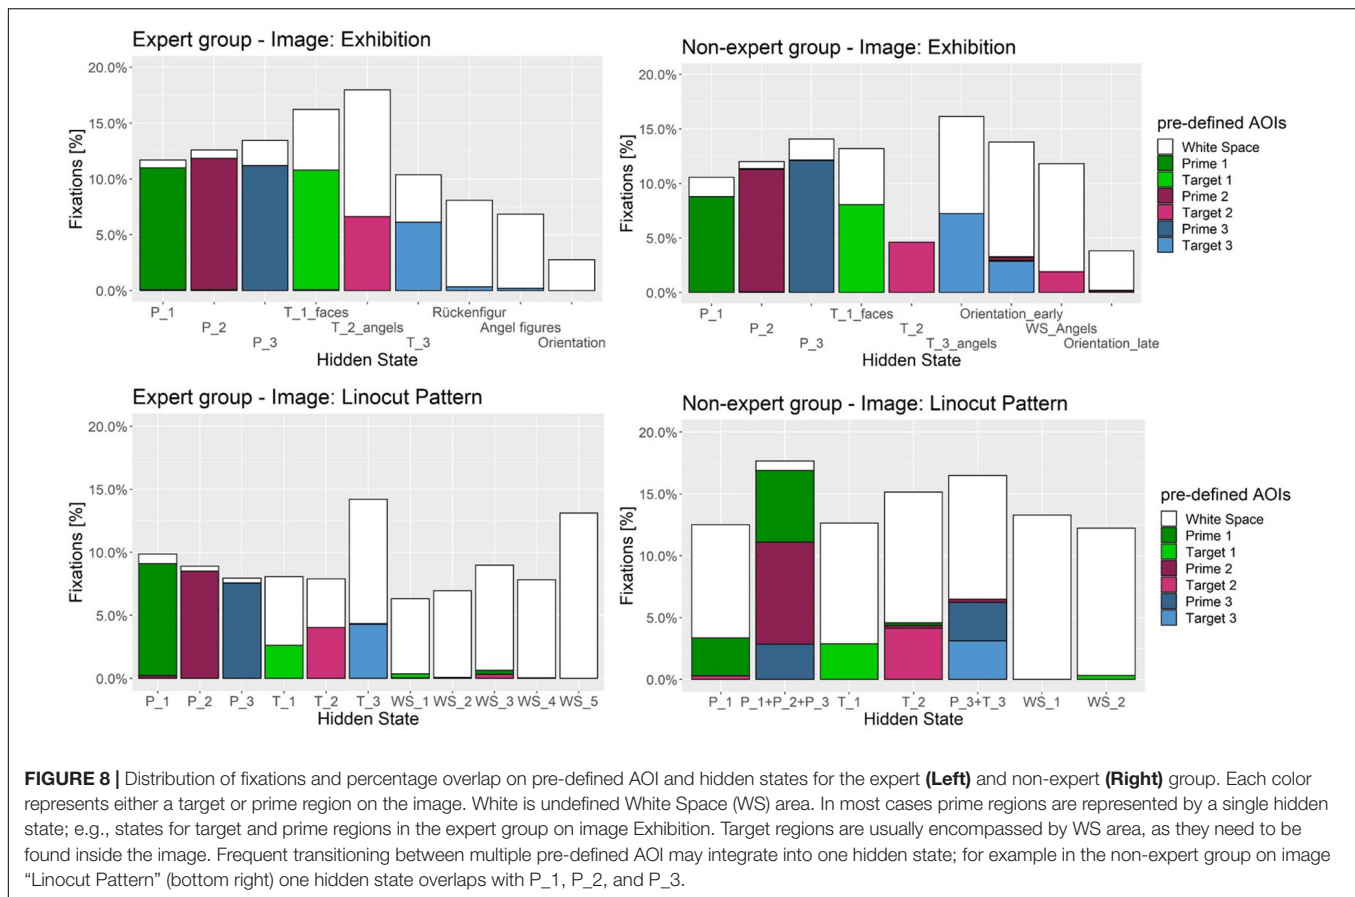 Expert group - Image: Exhibition
20.0%
15.0%
10.0%
5.0%
0.0%
Fixations [%]
P_1
P_2
P_3
T_1_faces
T_2_angels
T_3
Rückenfigur
Angel figures
Orientation
Hidden State
Non-expert group - Image: Exhibition
20.0%
15.0%
10.0%
5.0%
0.0%
Fixations [%]
P_1
P_2
P_3
T_1_faces
T_2
T_3_angels
Orientation_early
WS_Angels
Orientation_late
Hidden State
pre-defined AOIs
White Space
Prime 1
Target 1
Prime 2
Target 2
Prime 3
Target 3
Expert group - Image: Linocut Pattern
20.0%
15.0%
10.0%
5.0%
0.0%
Fixations [%]
P_1 P_2 P_3 T_1 T_2 T_3 WS_1 WS_2 WS_3 WS_4 WS_5
Hidden State
Non-expert group - Image: Linocut Pattern
20.0%
15.0%
10.0%
5.0%
0.0%
Fixations [%]
P_1 P_1+P_2+P_3 T_1 T_2 P_3+T_3 WS_1 WS_2
Hidden State
pre-defined AOIs
White Space
Prime 1
Target 1
Prime 2
Target 2
Prime 3
Target 3
FIGURE 8 | Distribution of fixations and percentage overlap on pre-defined AOI and hidden states for the expert (Left) and non-expert (Right) group. Each color
represents either a target or prime region on the image. White is undefined White Space (WS) area. In most cases prime regions are represented by a single hidden
state; e.g., states for target and prime regions in the expert group on image Exhibition. Target regions are usually encompassed by WS area, as they need to be
found inside the image. Frequent transitioning between multiple pre-defined AOI may integrate into one hidden state; for example in the non-expert group on image
“Linocut Pattern” (bottom right) one hidden state overlaps with P_1, P_2, and P_3.